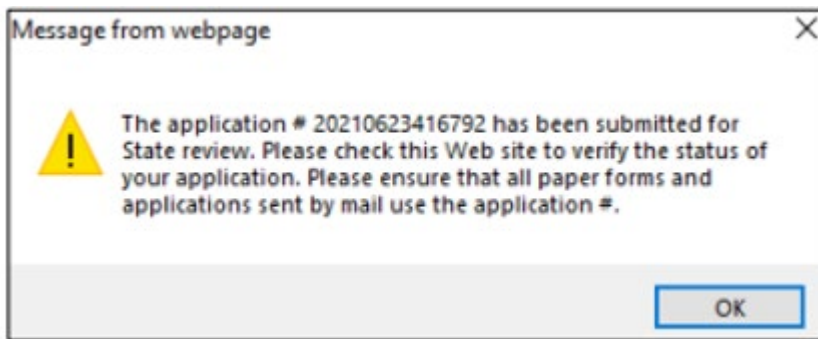 Message from webpage
The application # 20210623416792 has been submitted for
State review. Please check this Web site to verify the status of
your application. Please ensure that all paper forms and
applications sent by mail use the application #.
OK